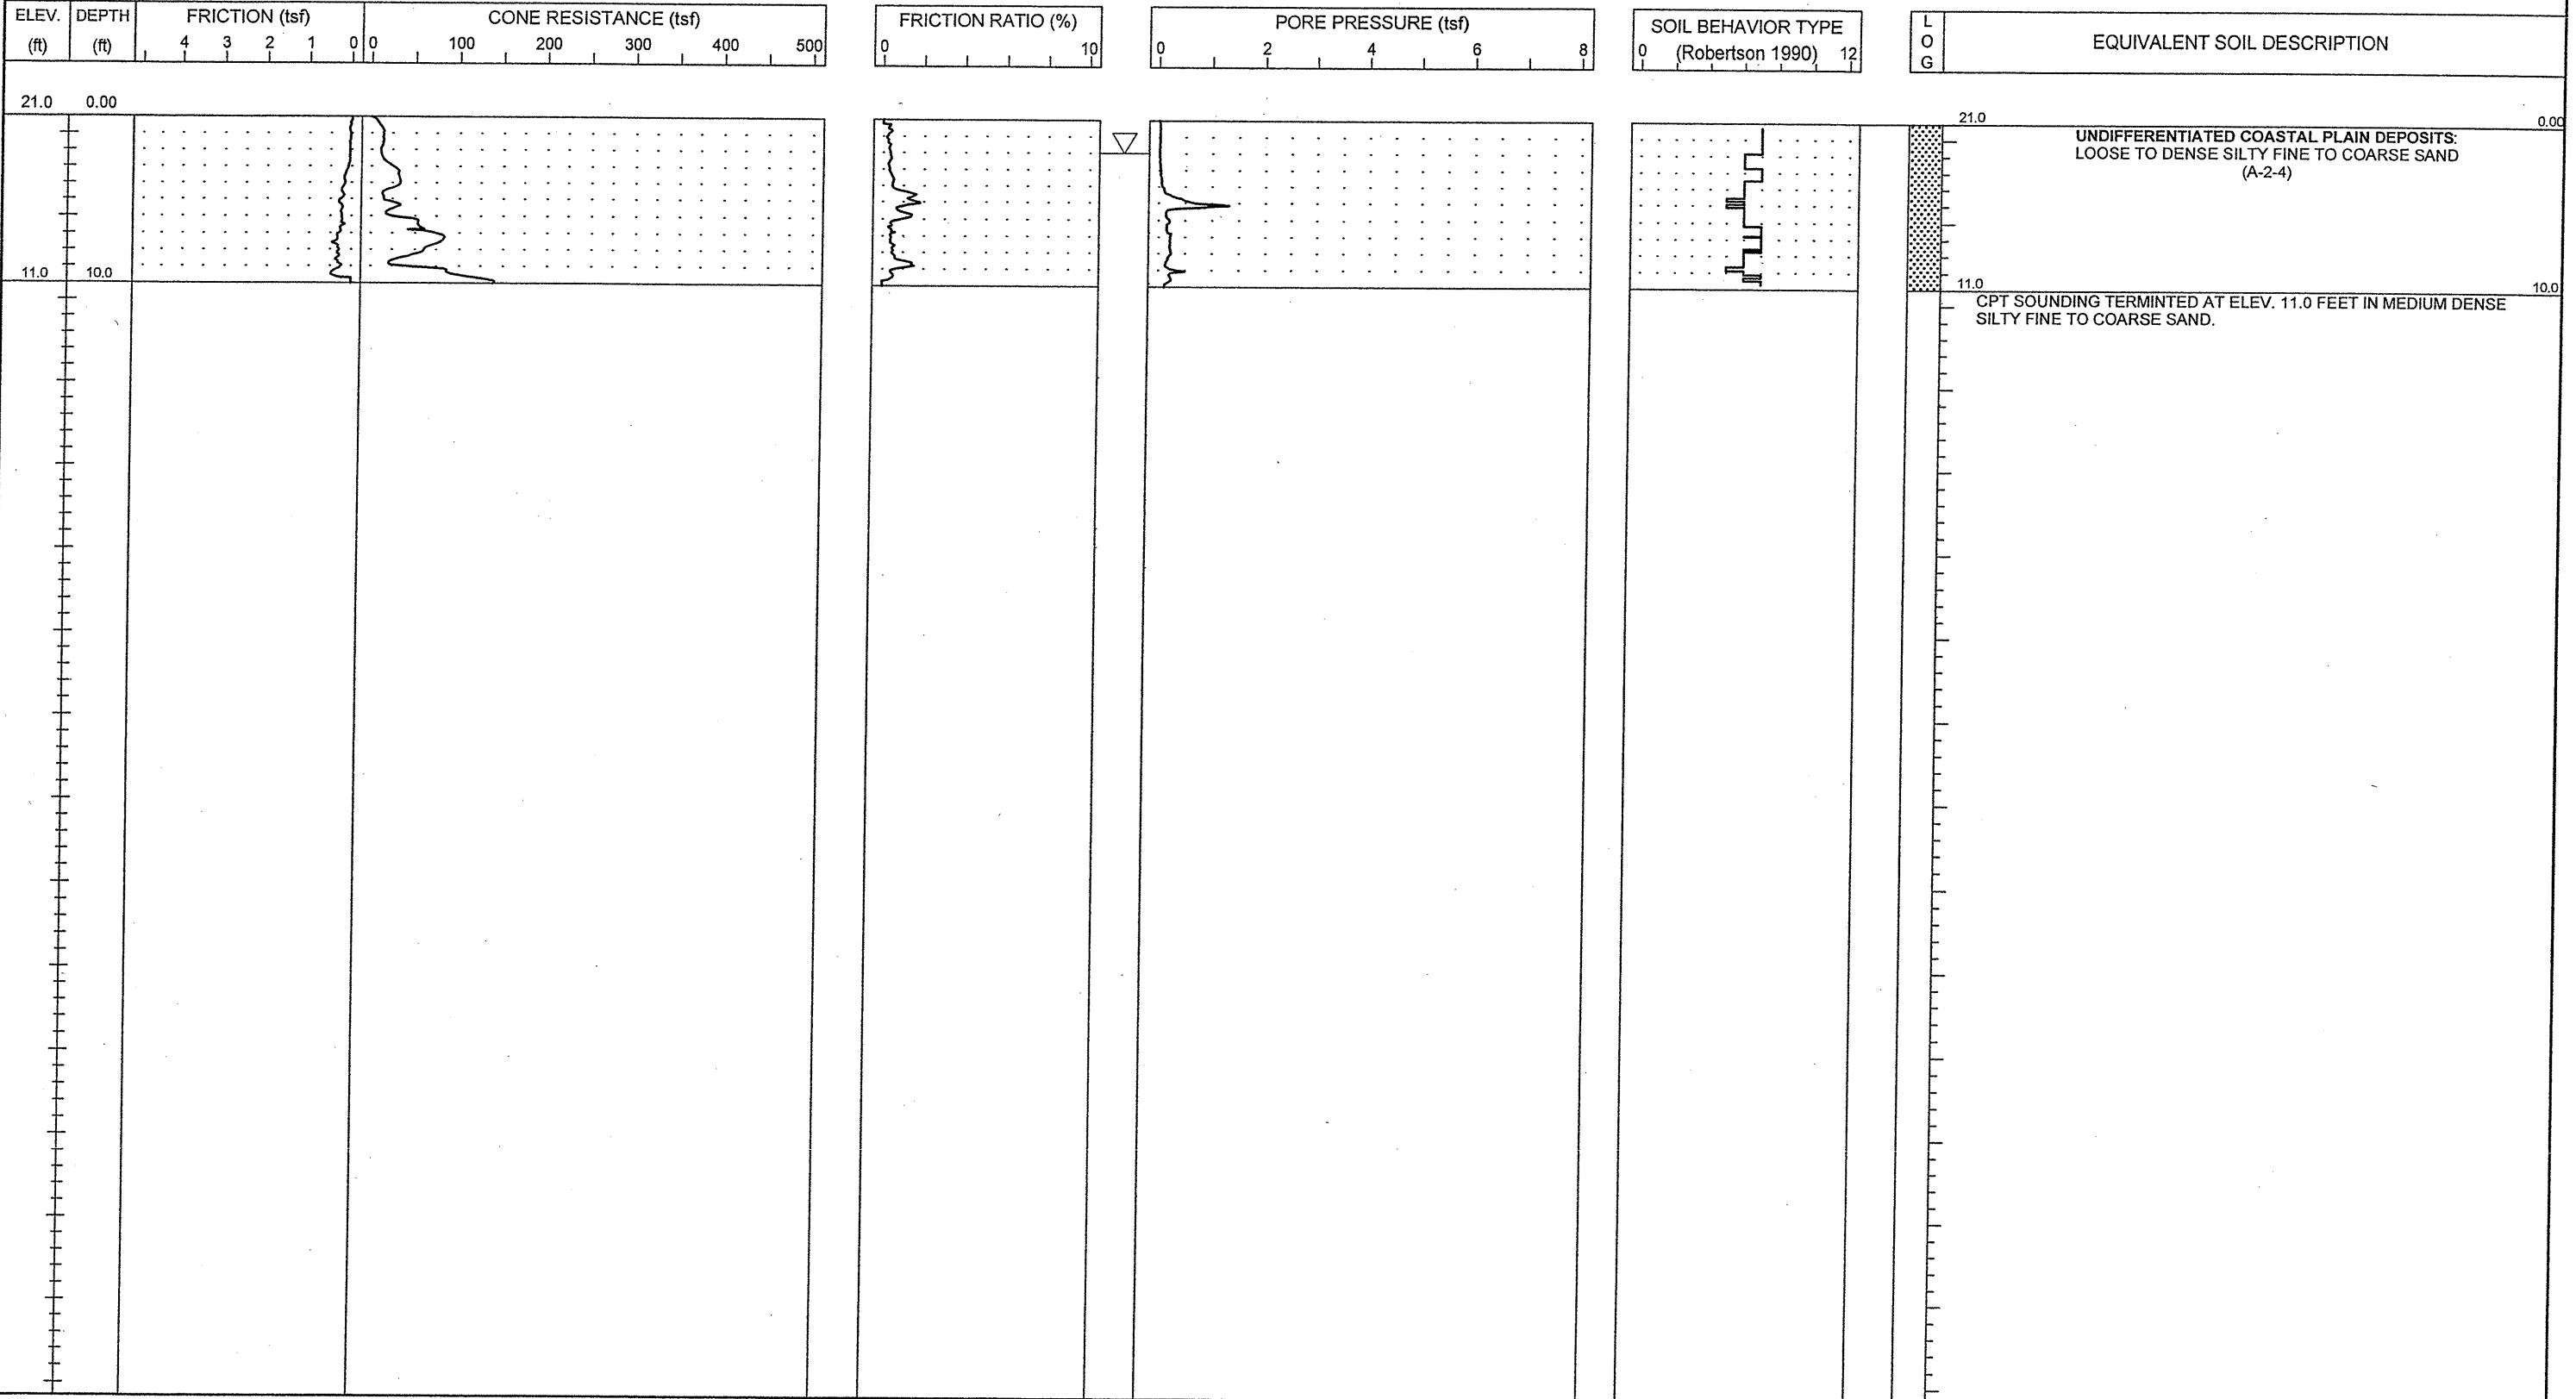 ELEV. DEPTH FRICTION (tsf) CONE RESISTANCE (tsf) FRICTION RATIO (%) PORE PRESSURE (tsf) SOIL BEHAVIOR TYPE L O G EQUIVALENT SOIL DESCRIPTION
(ft) (ft) 4 3 2 1 0 0 100 200 300 400 500 0 10 0 2 4 6 8 0 (Robertson 1990) 12
21.0 0.00
21.0 0.00
UNDIFFERENTIATED COASTAL PLAIN DEPOSITS:
LOOSE TO DENSE SILTY FINE TO COARSE SAND
(A-2-4)
11.0 10.0
11.0 10.0
CPT SOUNDING TERMINTED AT ELEV. 11.0 FEET IN MEDIUM DENSE
SILTY FINE TO COARSE SAND.